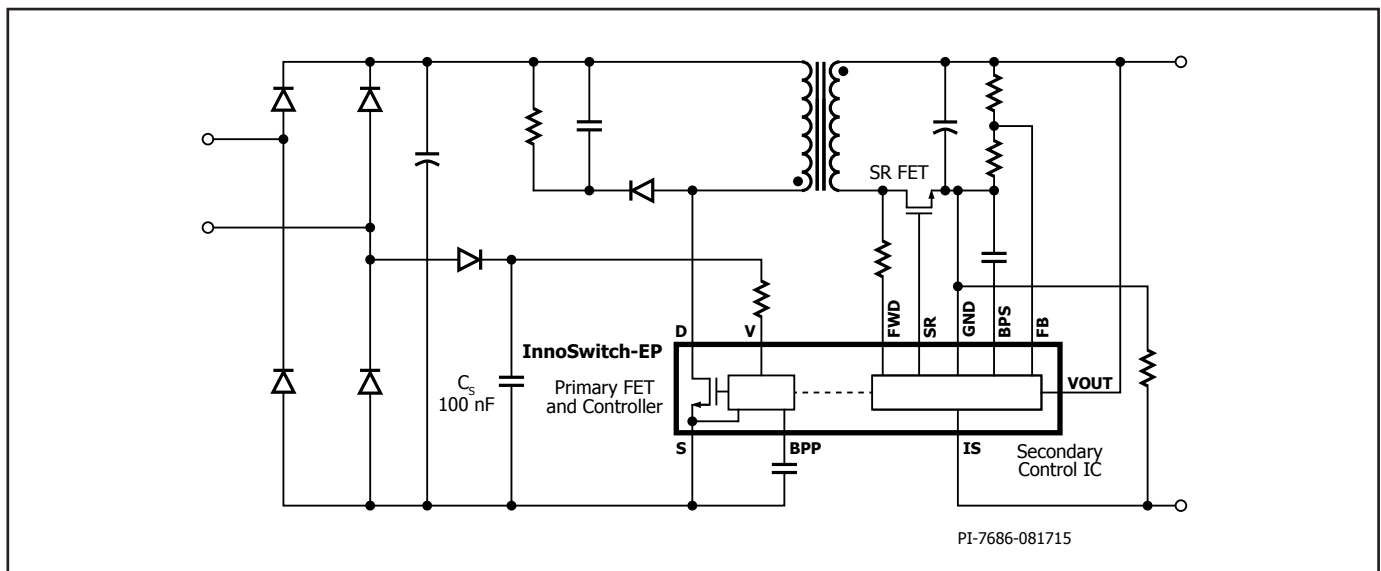 SR FET
FWD
SR
GND
BPS
FB
D
V
InnoSwitch-EP
Primary FET
and Controller
CS
100 nF
VOUT
S
BPP
IS
Secondary
Control IC
PI-7686-081715